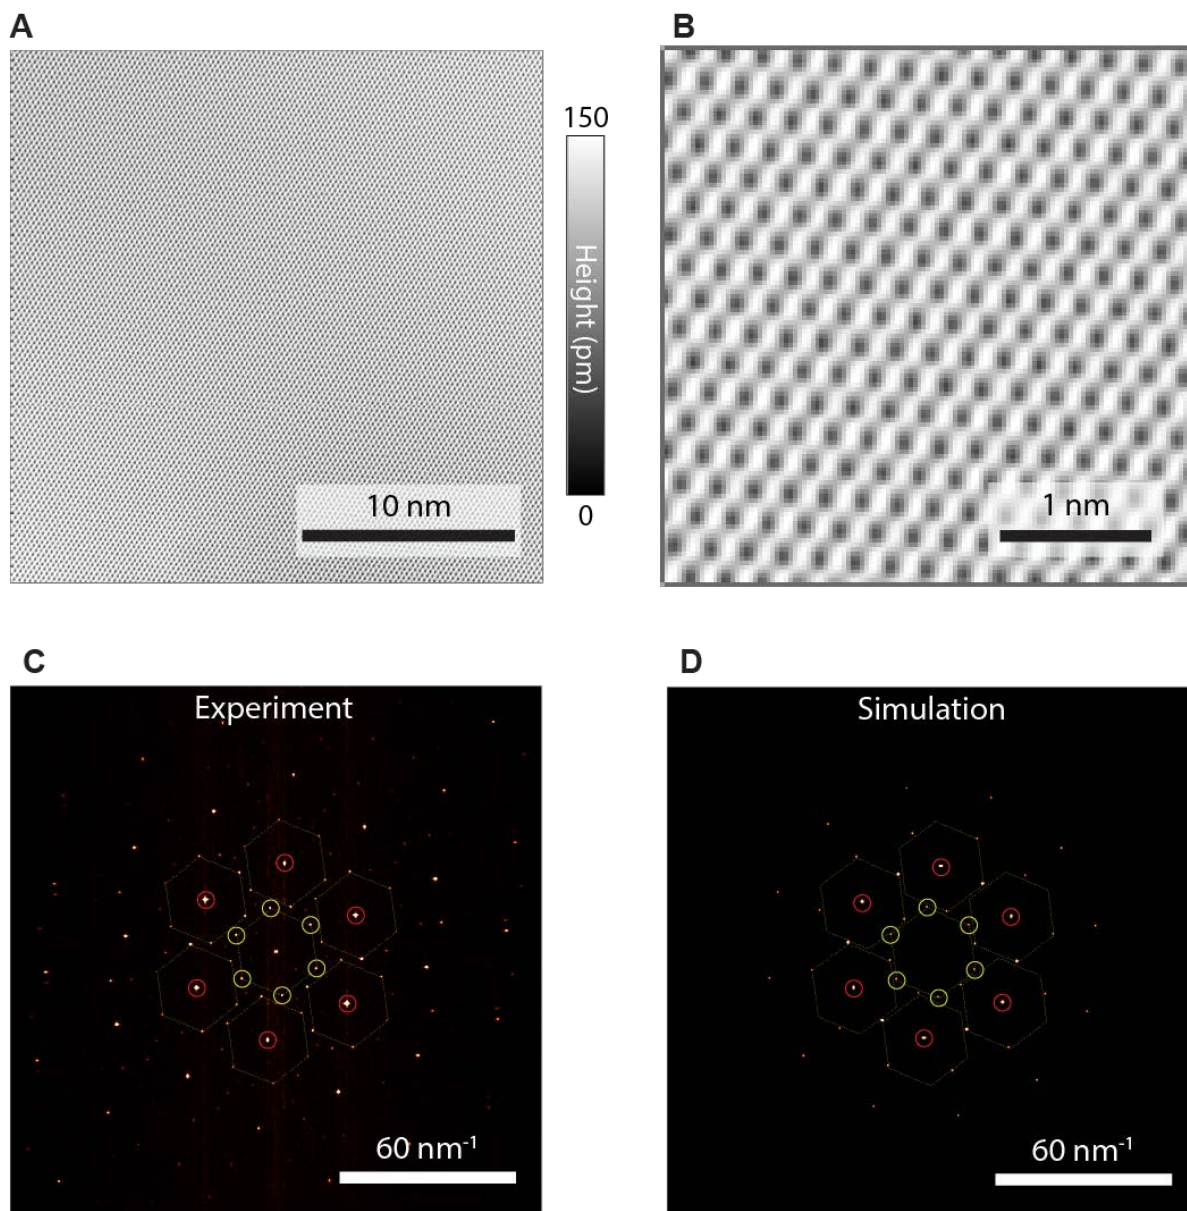 A
B
150
Height (pm)
0
10 nm
1 nm
C
D
Experiment
Simulation
60 nm⁻¹
60 nm⁻¹